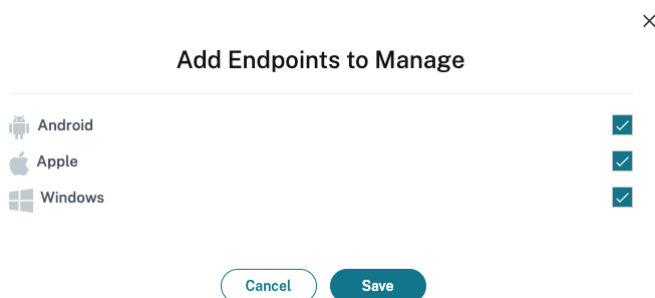 Add Endpoints to Manage
Android
Apple
Windows
Cancel Save